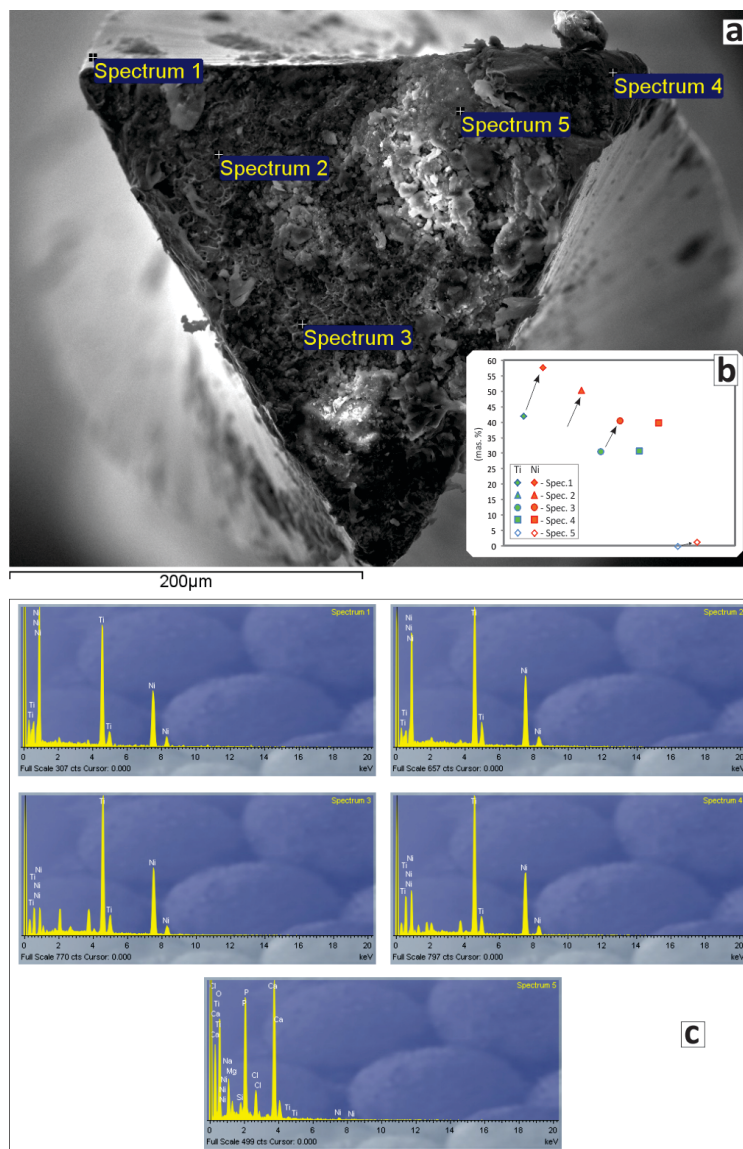 a
Spectrum 1
Spectrum 4
Spectrum 5
Spectrum 2
Spectrum 3
200µm
b
60
55
50
45
40
35
30
25
20
15
10
5
0
(mas. %)
Ti Ni
- Spec.1
- Spec. 2
- Spec. 3
- Spec. 4
- Spec. 5
Spectrum 1
Ni
Ni
Ni
Ti
Ni
Ti
Ti
Ti
Ni
0 2 4 6 8 10 12 14 16 18 20
Full Scale 307 cts Cursor: 0.000
keV
Spectrum 2
Ti
Ni
Ni
Ni
Ni
Ti
Ti
Ti
Ni
0 2 4 6 8 10 12 14 16 18 20
Full Scale 657 cts Cursor: 0.000
keV
Spectrum 3
Ti
Ni
Ti
Ni
Ti
Ni
Ni
Ti
Ni
0 2 4 6 8 10 12 14 16 18 20
Full Scale 770 cts Cursor: 0.000
keV
Spectrum 4
Ti
Ni
Ti
Ni
Ti
Ni
Ni
Ti
Ni
0 2 4 6 8 10 12 14 16 18 20
Full Scale 797 cts Cursor: 0.000
keV
Spectrum 5
Cl
O
Ti
Ca
Ca
P
P
Ca
Ca
Na
Mg
Ni
Ni
Ni
Si
Cl
Cl
Ti
Ti
Ni
Ni
0 2 4 6 8 10 12 14 16 18 20
Full Scale 499 cts Cursor: 0.000
keV
c